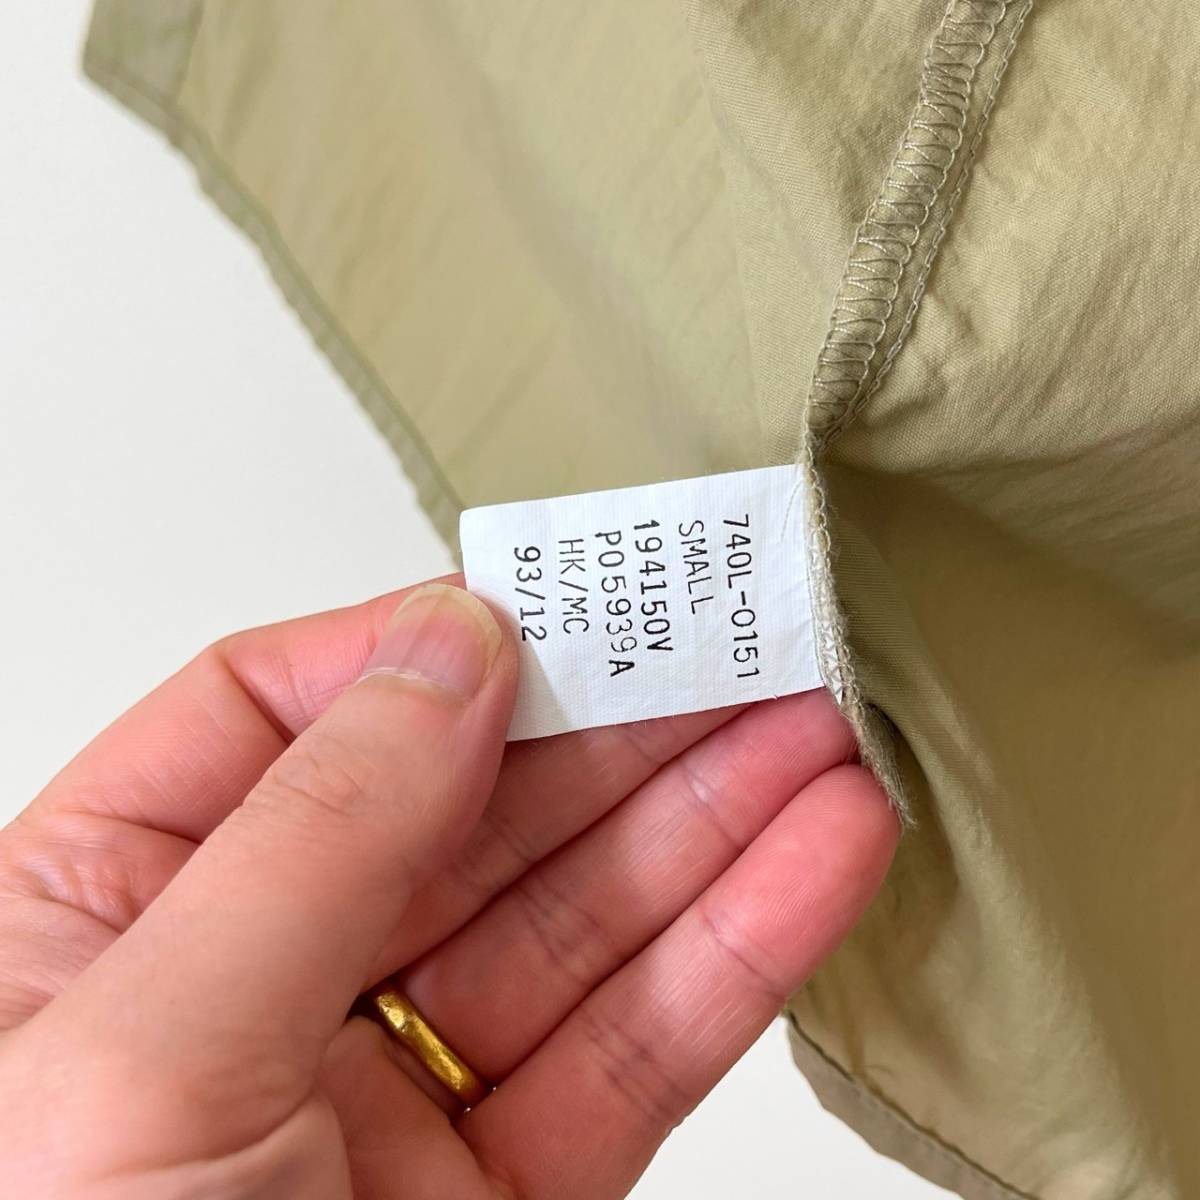 740L-0151
SMALL
194150V
P05939A
HK/MC
93/12